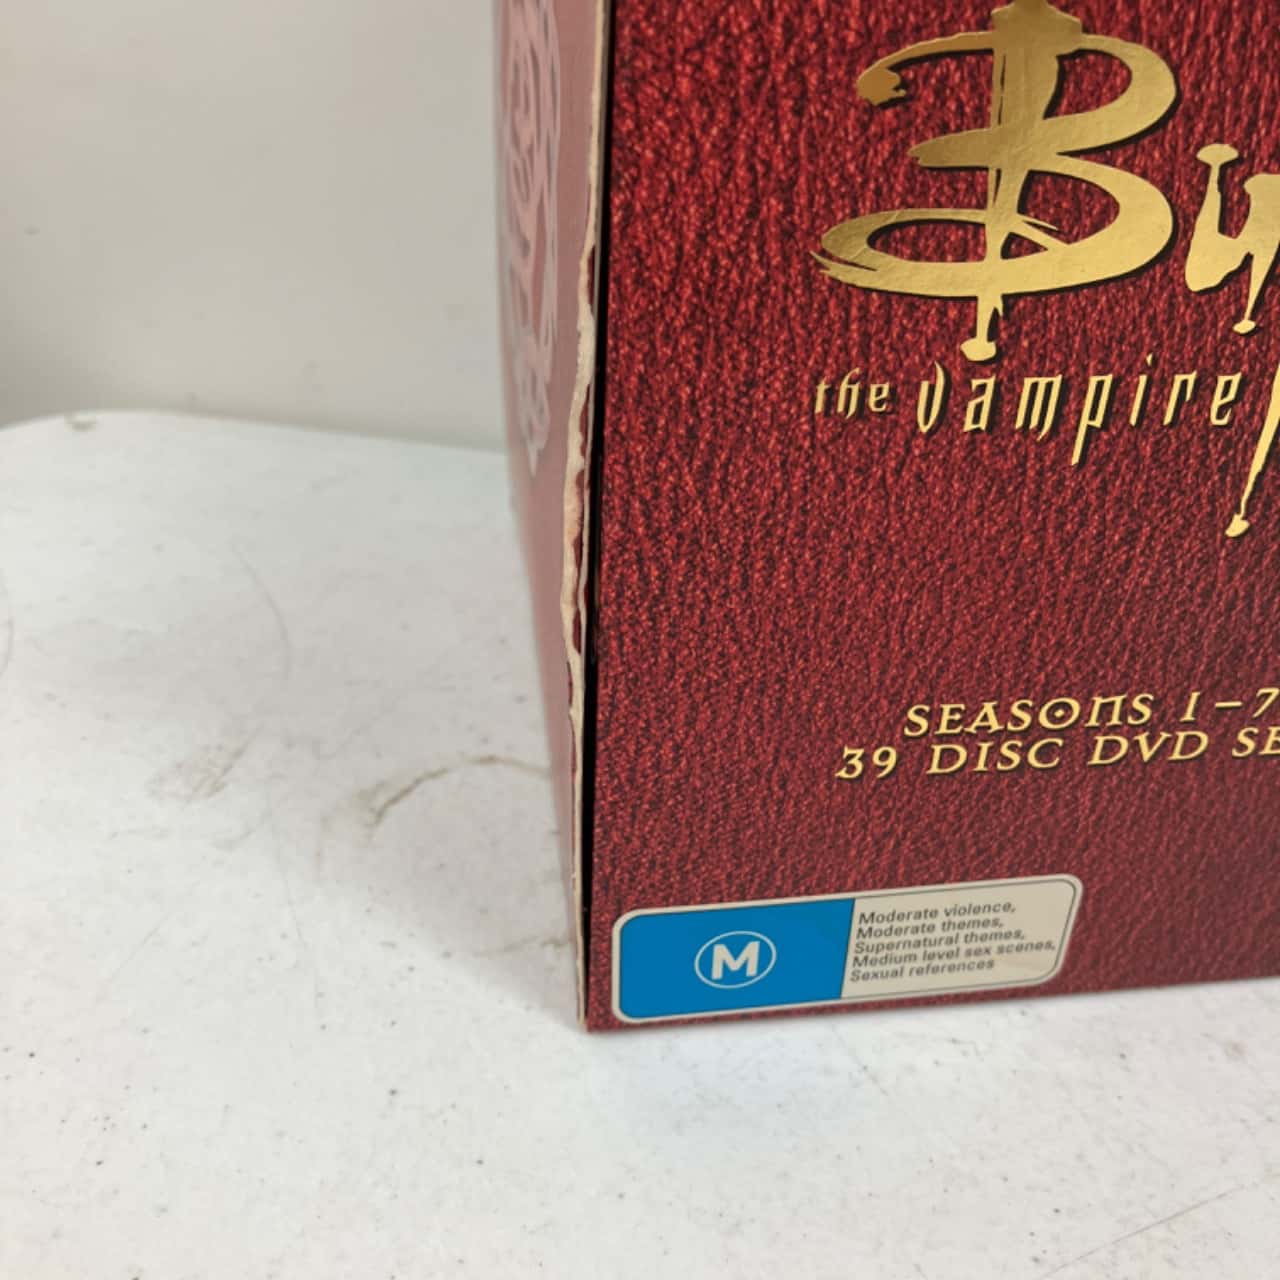 Bu
the vampire
SEASONS 1-7
39 DISC DVD SE
M
Moderate violence,
Moderate themes,
Supernatural themes,
Medium level sex scenes,
Sexual references